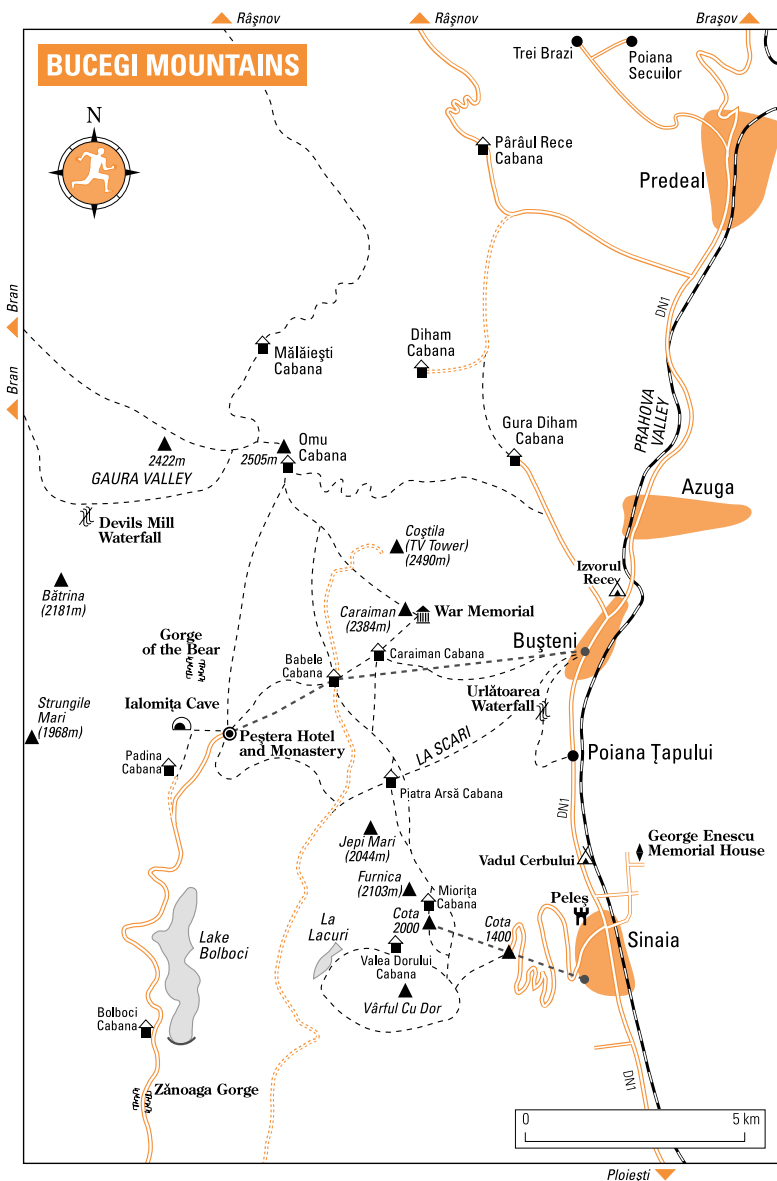 Râşnov
Râşnov
Braşov
BUCEGI MOUNTAINS
N
Trei Brazi
Poiana
Secuilor
Pârâul Rece
Cabana
Predeal
DN1
Bran
Bran
Mălăieşti
Cabana
Diham
Cabana
PRAHOVA
VALLEY
Gura Diham
Cabana
2422m
2505m
Omu
Cabana
GAURA VALLEY
Azuga
Devils Mill
Waterfall
Coştila
(TV Tower)
(2490m)
Izvorul
Rece
Bătrina
(2181m)
Caraiman
(2384m)
War Memorial
Buşteni
Gorge
of the Bear
Babele
Cabana
Caraiman Cabana
Urlătoarea
Waterfall
Strungile
Mari
(1968m)
Ialomiţa Cave
Peştera Hotel
and Monastery
LA SCARI
Poiana Ţapului
Padina
Cabana
Piatra Arsă Cabana
DN1
Jepi Mari
(2044m)
George Enescu
Memorial House
Vadul Cerbului
Furnica
(2103m)
Miorița
Cabana
Peleş
Cota
2000
Cota
1400
Sinaia
La
Lacuri
Lake
Bolboci
Valea Dorului
Cabana
Vârful Cu Dor
Bolboci
Cabana
Zănoaga Gorge
DN1
0
5 km
Ploieşti